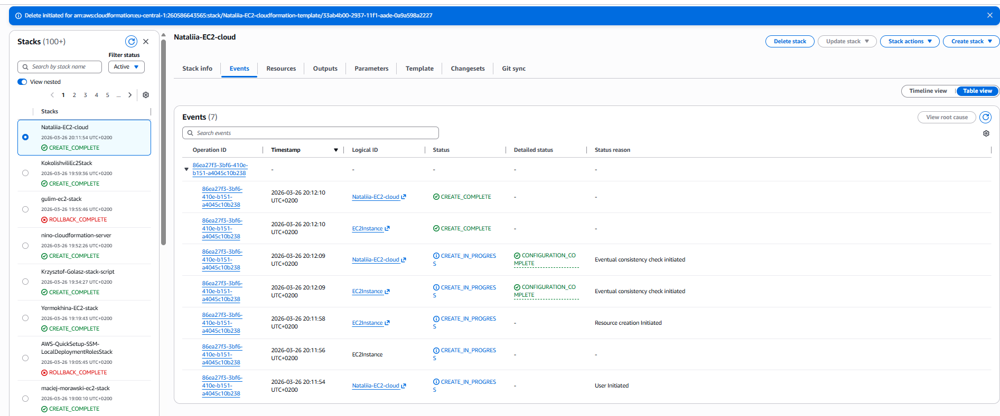 Delete initiated for arn:aws:cloudformation:eu-central-1:260586643565:stack/Nataliia-EC2-cloudformation-template/33ab4b00-2937-11f1-aade-0a9a598a2227
Stacks (100+)
Filter status
Search by stack name
Active
View nested
1 2 3 4 5 ...
Stacks
Nataliia-EC2-cloud
2026-03-26 20:11:54 UTC+0200
CREATE_COMPLETE
KokolishviliEc2Stack
2026-03-26 19:59:36 UTC+0200
CREATE_COMPLETE
gulim-ec2-stack
2026-03-26 19:55:46 UTC+0200
ROLLBACK_COMPLETE
nino-cloudformation-server
2026-03-26 19:52:26 UTC+0200
CREATE_COMPLETE
Krzysztof-Golasz-stack-script
2026-03-26 19:34:27 UTC+0200
CREATE_COMPLETE
Yermokhina-EC2-stack
2026-03-26 19:19:43 UTC+0200
CREATE_COMPLETE
AWS-QuickSetup-SSM-
LocalDeploymentRolesStack
2026-03-26 19:05:45 UTC+0200
ROLLBACK_COMPLETE
maciej-morawski-ec2-stack
2026-03-26 19:00:10 UTC+0200
CREATE_COMPLETE
Nataliia-EC2-cloud
Delete stack Update stack Stack actions Create stack
Stack info Events Resources Outputs Parameters Template Changesets Git sync
Timeline view Table view
Events (7)
View root cause
Search events
Operation ID Timestamp Logical ID Status Detailed status Status reason
86ea27f3-3bf6-410e-
b151-a4045c10b238 - - - - -
86ea27f3-3bf6-
410e-b151-
a4045c10b238
2026-03-26 20:12:10
UTC+0200
Nataliia-EC2-cloud
CREATE_COMPLETE
-
-
86ea27f3-3bf6-
410e-b151-
a4045c10b238
2026-03-26 20:12:10
UTC+0200
EC2Instance
CREATE_COMPLETE
-
-
86ea27f3-3bf6-
410e-b151-
a4045c10b238
2026-03-26 20:12:09
UTC+0200
Nataliia-EC2-cloud
CREATE_IN_PROGRES
S
CONFIGURATION_CO
MPLETE
Eventual consistency check initiated
86ea27f3-3bf6-
410e-b151-
a4045c10b238
2026-03-26 20:12:09
UTC+0200
EC2Instance
CREATE_IN_PROGRES
S
CONFIGURATION_CO
MPLETE
Eventual consistency check initiated
86ea27f3-3bf6-
410e-b151-
a4045c10b238
2026-03-26 20:11:58
UTC+0200
EC2Instance
CREATE_IN_PROGRES
S
-
Resource creation Initiated
86ea27f3-3bf6-
410e-b151-
a4045c10b238
2026-03-26 20:11:56
UTC+0200
EC2Instance
CREATE_IN_PROGRES
S
-
-
86ea27f3-3bf6-
410e-b151-
a4045c10b238
2026-03-26 20:11:54
UTC+0200
Nataliia-EC2-cloud
CREATE_IN_PROGRES
S
-
User Initiated